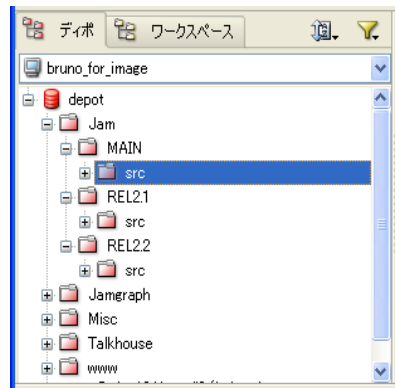 ディポ ワークスペース
bruno_for_image
depot
Jam
MAIN
src
REL2.1
src
REL2.2
src
Jamgraph
Misc
Talkhouse
www